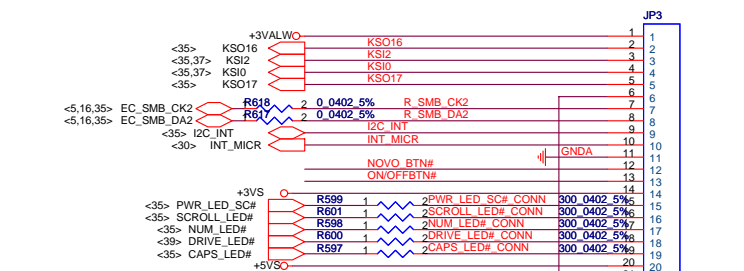 JP3
+3VALW 1 1
<35> KSO16 KSO16 2 2
<35,37> KSI2 KSI2 3 3
<35,37> KSI0 KSI0 4 4
<35> KSO17 KSO17 5 5
6 6
<5,16,35> EC_SMB_CK2 R618 1 2 0_0402_5% R_SMB_CK2 7 7
<5,16,35> EC_SMB_DA2 R617 1 2 0_0402_5% R_SMB_DA2 8 8
<35> I2C_INT I2C_INT 9 9
<30> INT_MICR INT_MICR 10 10
GNDA 11 11
NOVO_BTN# 12 12
ON/OFFBTN# 13 13
+3VS 14 14
<35> PWR_LED_SC# R599 1 2 PWR_LED_SC#_CONN 300_0402_5% 15 15
<35> SCROLL_LED# R601 1 2 SCROLL_LED#_CONN 300_0402_5% 16 16
<35> NUM_LED# R598 1 2 NUM_LED#_CONN 300_0402_5% 17 17
<39> DRIVE_LED# R600 1 2 DRIVE_LED#_CONN 300_0402_5% 18 18
<35> CAPS_LED# R597 1 2 CAPS_LED#_CONN 300_0402_5% 19 19
+5VS 20 20